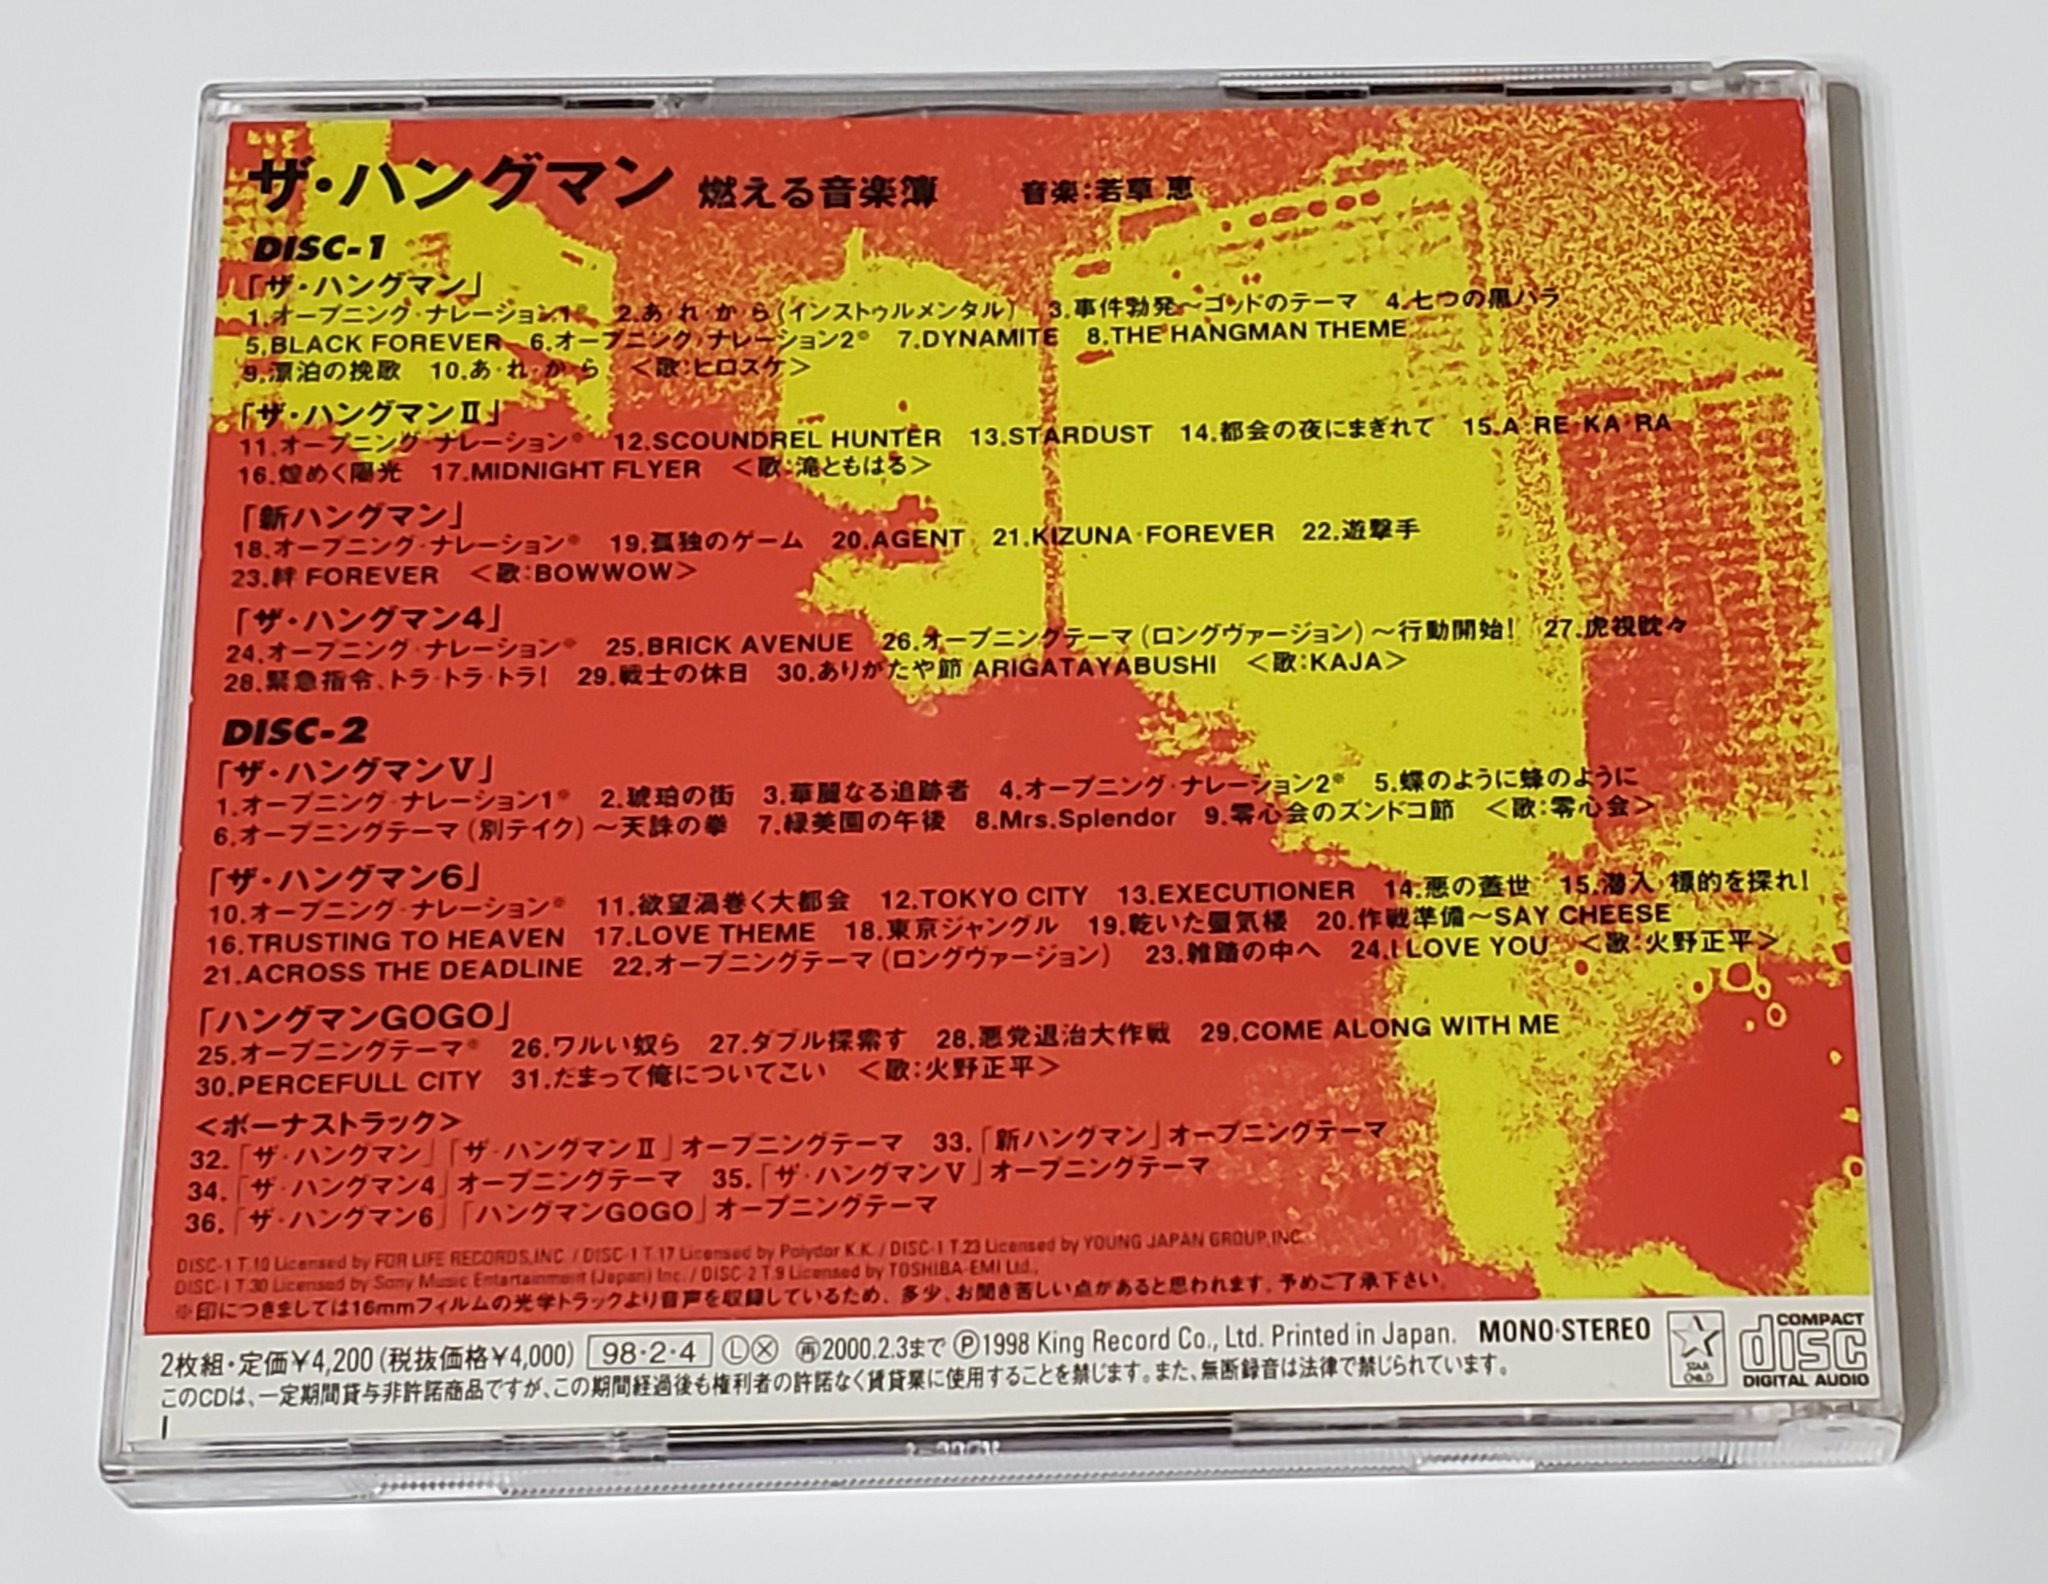 ザ・ハングマン 燃える音楽簿 音楽:若草 恵
DISC-1
「ザ・ハングマン」
1.オープニング・ナレーション1※ 2.あ・れ・か・ら(インストゥルメンタル) 3.事件勃発〜ゴッドのテーマ 4.七つの黒バラ
5.BLACK FOREVER 6.オープニング・ナレーション2※ 7.DYNAMITE 8.THE HANGMAN THEME
9.漂泊の挽歌 10.あ・れ・か・ら <歌:ヒロスケ>
「ザ・ハングマンⅡ」
11.オープニング・ナレーション※ 12.SCOUNDREL HUNTER 13.STARDUST 14.都会の夜にまぎれて 15.A・RE・KA・RA
16.煌めく陽光 17.MIDNIGHT FLYER <歌:滝ともはる>
「新ハングマン」
18.オープニング・ナレーション※ 19.孤独のゲーム 20.AGENT 21.KIZUNA・FOREVER 22.遊撃手
23.絆 FOREVER <歌:BOWWOW>
「ザ・ハングマン4」
24.オープニング・ナレーション※ 25.BRICK AVENUE 26.オープニングテーマ(ロングヴァージョン)〜行動開始! 27.虎視眈々
28.緊急指令、トラ・トラ・トラ! 29.戦士の休日 30.ありがたや節 ARIGATAYABUSHI <歌:KAJA>
DISC-2
「ザ・ハングマンⅤ」
1.オープニング・ナレーション1※ 2.琥珀の街 3.華麗なる追跡者 4.オープニング・ナレーション2※ 5.蝶のように蜂のように
6.オープニングテーマ(別テイク)〜天誅の拳 7.緑美園の午後 8.Mrs.Splendor 9.零心会のズンドコ節 <歌:零心会>
「ザ・ハングマン6」
10.オープニング・ナレーション※ 11.欲望渦巻く大都会 12.TOKYO CITY 13.EXECUTIONER 14.悪の蓋世 15.潜入・標的を探れ!
16.TRUSTING TO HEAVEN 17.LOVE THEME 18.東京ジャングル 19.乾いた蜃気楼 20.作戦準備〜SAY CHEESE
21.ACROSS THE DEADLINE 22.オープニングテーマ(ロングヴァージョン) 23.雑踏の中へ 24.I LOVE YOU <歌:火野正平>
「ハングマンGOGO」
25.オープニングテーマ※ 26.ワルい奴ら 27.ダブル探索す 28.悪党退治大作戦 29.COME ALONG WITH ME
30.PERCEFULL CITY 31.だまって俺についてこい <歌:火野正平>
<ボーナストラック>
32.「ザ・ハングマン」「ザ・ハングマンⅡ」オープニングテーマ 33.「新ハングマン」オープニングテーマ
34.「ザ・ハングマン4」オープニングテーマ 35.「ザ・ハングマンⅤ」オープニングテーマ
36.「ザ・ハングマン6」「ハングマンGOGO」オープニングテーマ
DISC-1 T.10 Licensed by FOR LIFE RECORDS,INC. / DISC-1 T.17 Licensed by Polydor K.K. / DISC-1 T.23 Licensed by YOUNG JAPAN GROUP,INC.
DISC-1 T.30 Licensed by Sony Music Entertainment (Japan) Inc. / DISC-2 T.9 Licensed by TOSHIBA-EMI Ltd.,
※印につきましては16mmフィルムの光学トラックより音声を収録しているため、多少、お聞き苦しい点があると思われます。予めご了承下さい。
2枚組・定価¥4,200(税抜価格¥4,000) 98・2・4 Ⓛ ⓧ 再 2000.2.3まで Ⓟ1998 King Record Co., Ltd. Printed in Japan. MONO・STEREO
このCDは、一定期間貸与非許諾商品ですが、この期間経過後も権利者の許諾なく賃貸業に使用することを禁じます。また、無断録音は法律で禁じられています。
STAR CHILD
COMPACT disc DIGITAL AUDIO